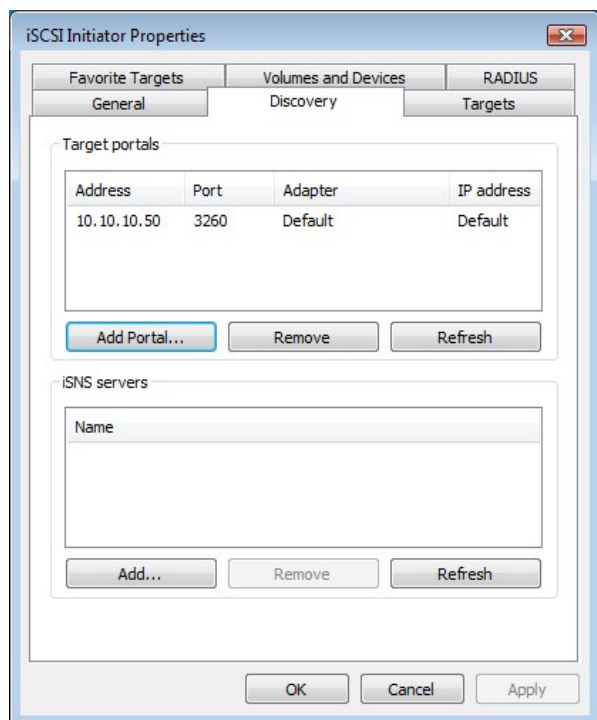 iSCSI Initiator Properties
Favorite Targets Volumes and Devices RADIUS
General Discovery Targets
Target portals
Address Port Adapter IP address
10.10.10.50 3260 Default Default
Add Portal... Remove Refresh
iSNS servers
Name
Add... Remove Refresh
OK Cancel Apply